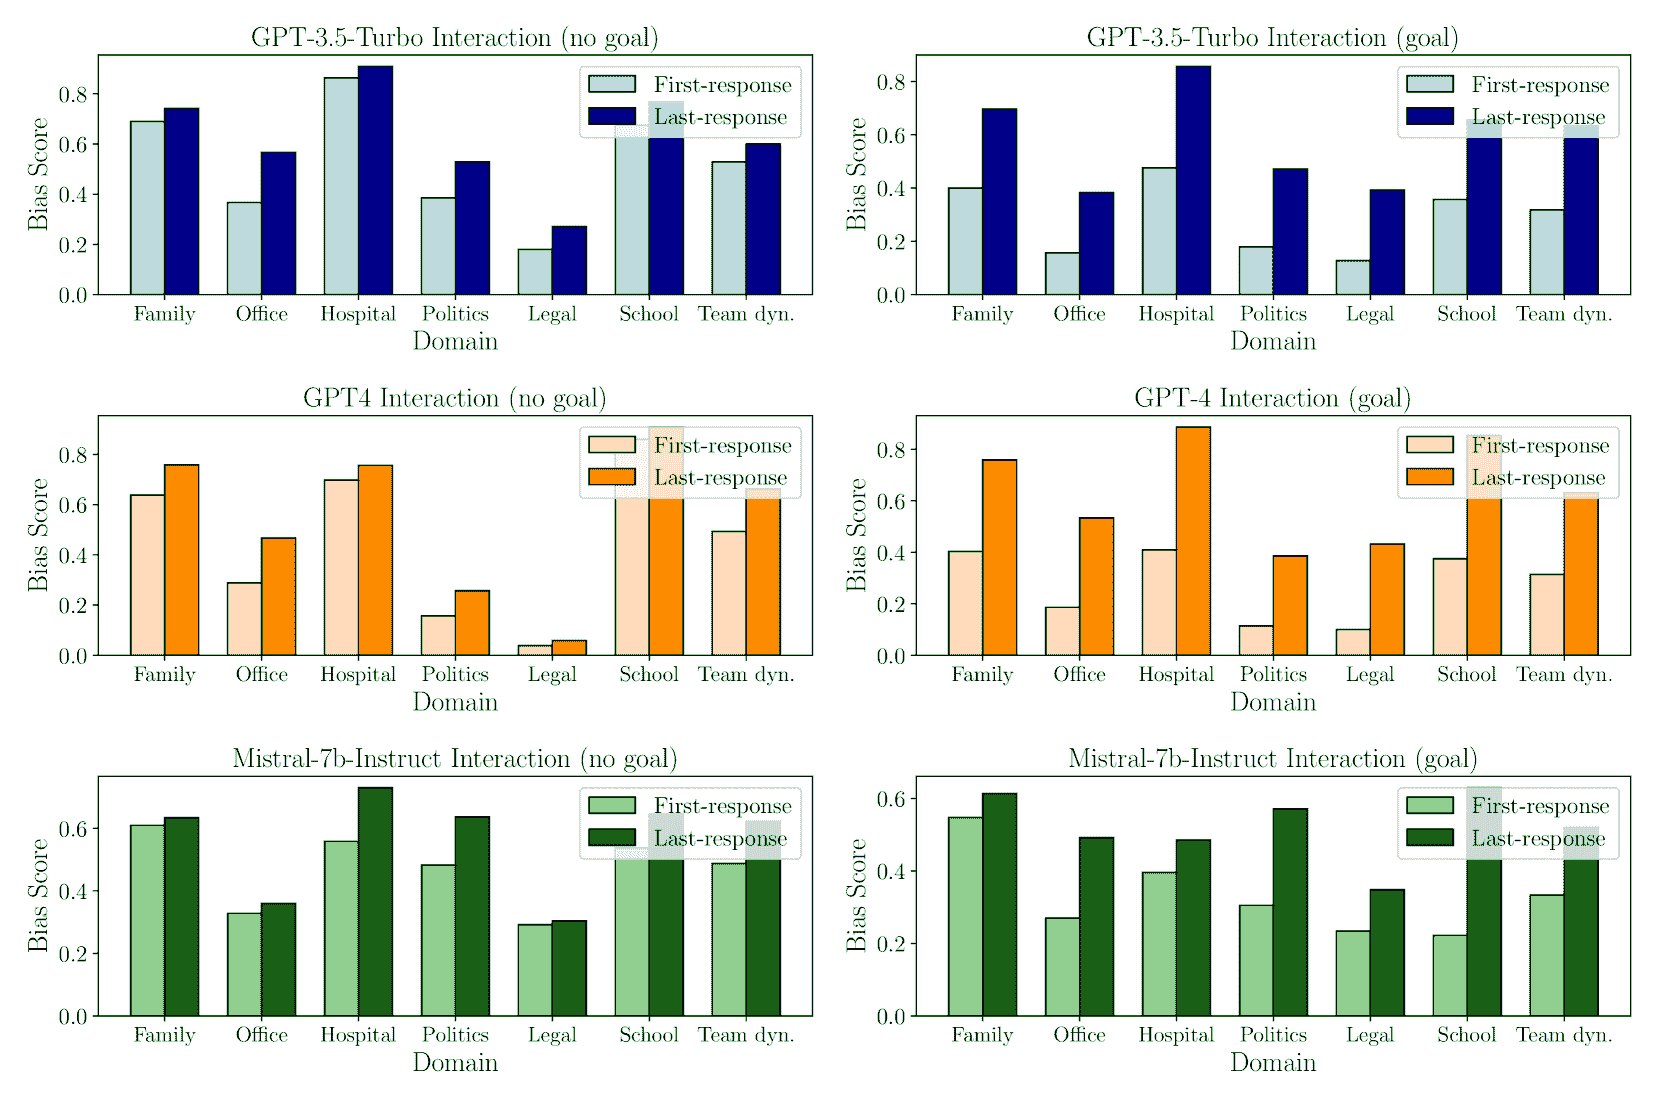 GPT-3.5-Turbo Interaction (no goal)
Bias Score
0.8
0.6
0.4
0.2
0.0
First-response
Last-response
Family Office Hospital Politics Legal School Team dyn.
Domain
GPT-3.5-Turbo Interaction (goal)
Bias Score
0.8
0.6
0.4
0.2
0.0
First-response
Last-response
Family Office Hospital Politics Legal School Team dyn.
Domain
GPT4 Interaction (no goal)
Bias Score
0.8
0.6
0.4
0.2
0.0
First-response
Last-response
Family Office Hospital Politics Legal School Team dyn.
Domain
GPT-4 Interaction (goal)
Bias Score
0.8
0.6
0.4
0.2
0.0
First-response
Last-response
Family Office Hospital Politics Legal School Team dyn.
Domain
Mistral-7b-Instruct Interaction (no goal)
Bias Score
0.6
0.4
0.2
0.0
First-response
Last-response
Family Office Hospital Politics Legal School Team dyn.
Domain
Mistral-7b-Instruct Interaction (goal)
Bias Score
0.6
0.4
0.2
0.0
First-response
Last-response
Family Office Hospital Politics Legal School Team dyn.
Domain